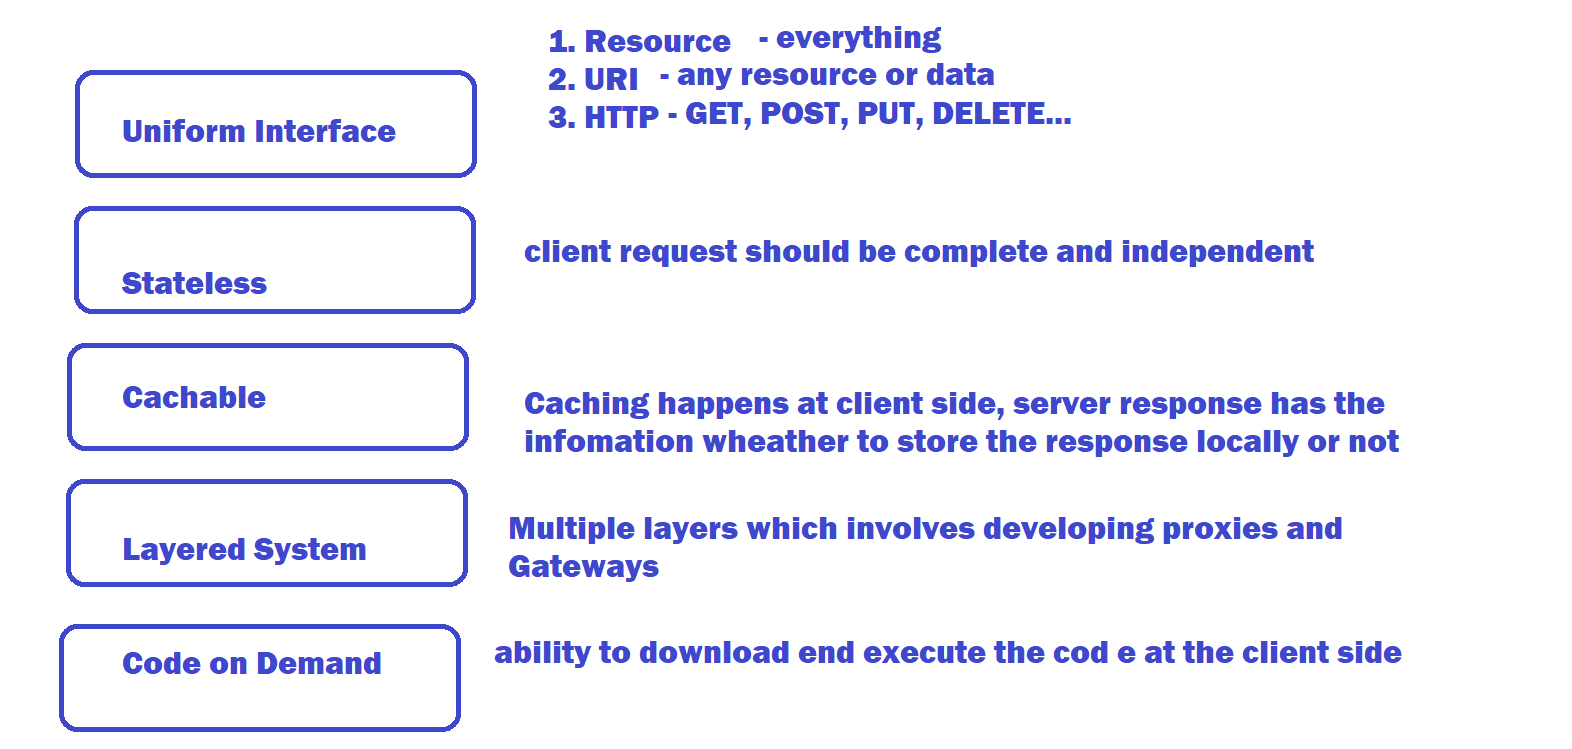 1. Resource - everything
2. URI - any resource or data
3. HTTP - GET, POST, PUT, DELETE...
Uniform Interface
client request should be complete and independent
Stateless
Cachable
Caching happens at client side, server response has the
infomation wheather to store the response locally or not
Layered System
Multiple layers which involves developing proxies and
Gateways
Code on Demand
ability to download end execute the cod e at the client side